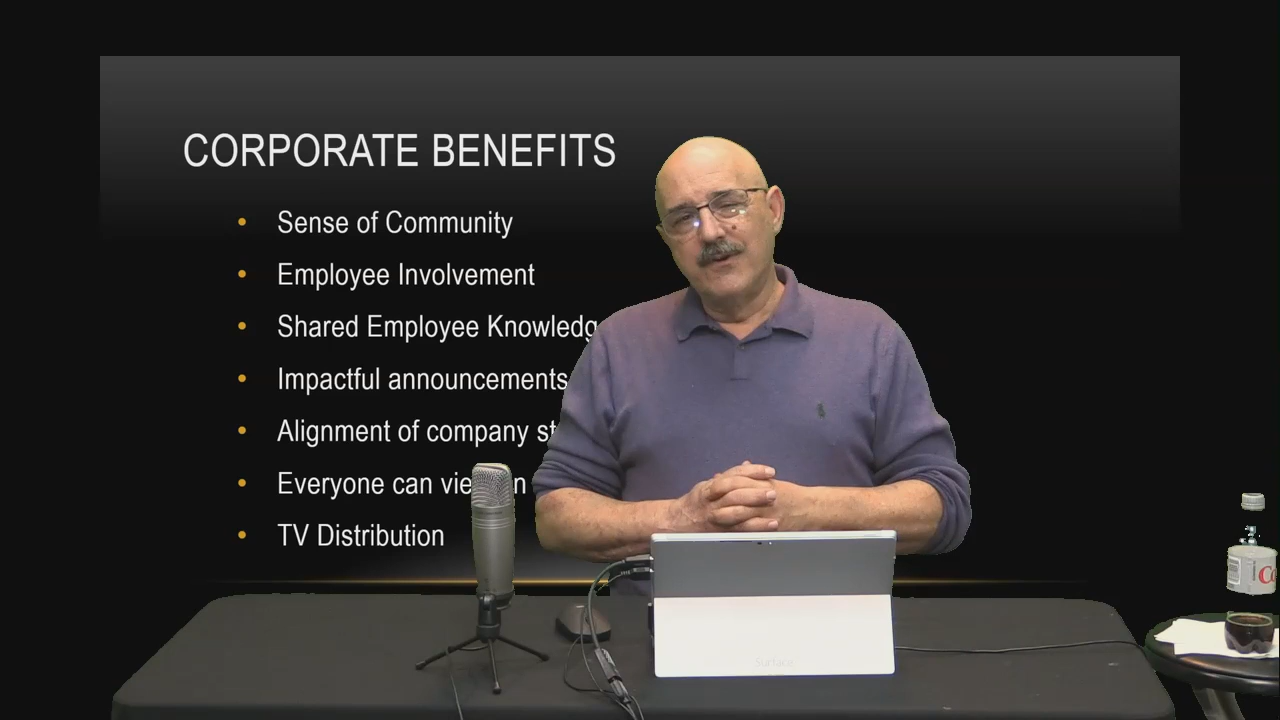 CORPORATE BENEFITS
• Sense of Community
• Employee Involvement
• Shared Employee Knowledg
• Impactful announcements
• Alignment of company st
• Everyone can vie n
• TV Distribution
Surface